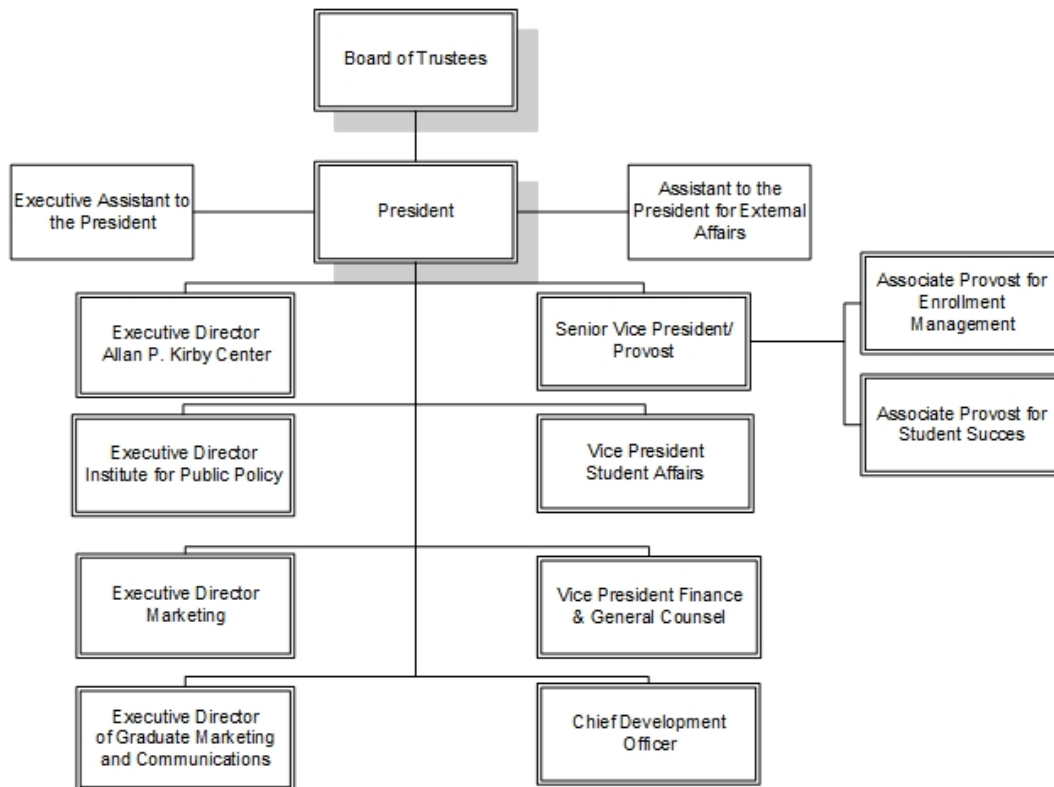 Board of Trustees
Executive Assistant to
the President
President
Assistant to the
President for External
Affairs
Associate Provost for
Enrollment
Management
Executive Director
Allan P. Kirby Center
Senior Vice President/
Provost
Associate Provost for
Student Succes
Executive Director
Institute for Public Policy
Vice President
Student Affairs
Executive Director
Marketing
Vice President Finance
& General Counsel
Executive Director
of Graduate Marketing
and Communications
Chief Development
Officer